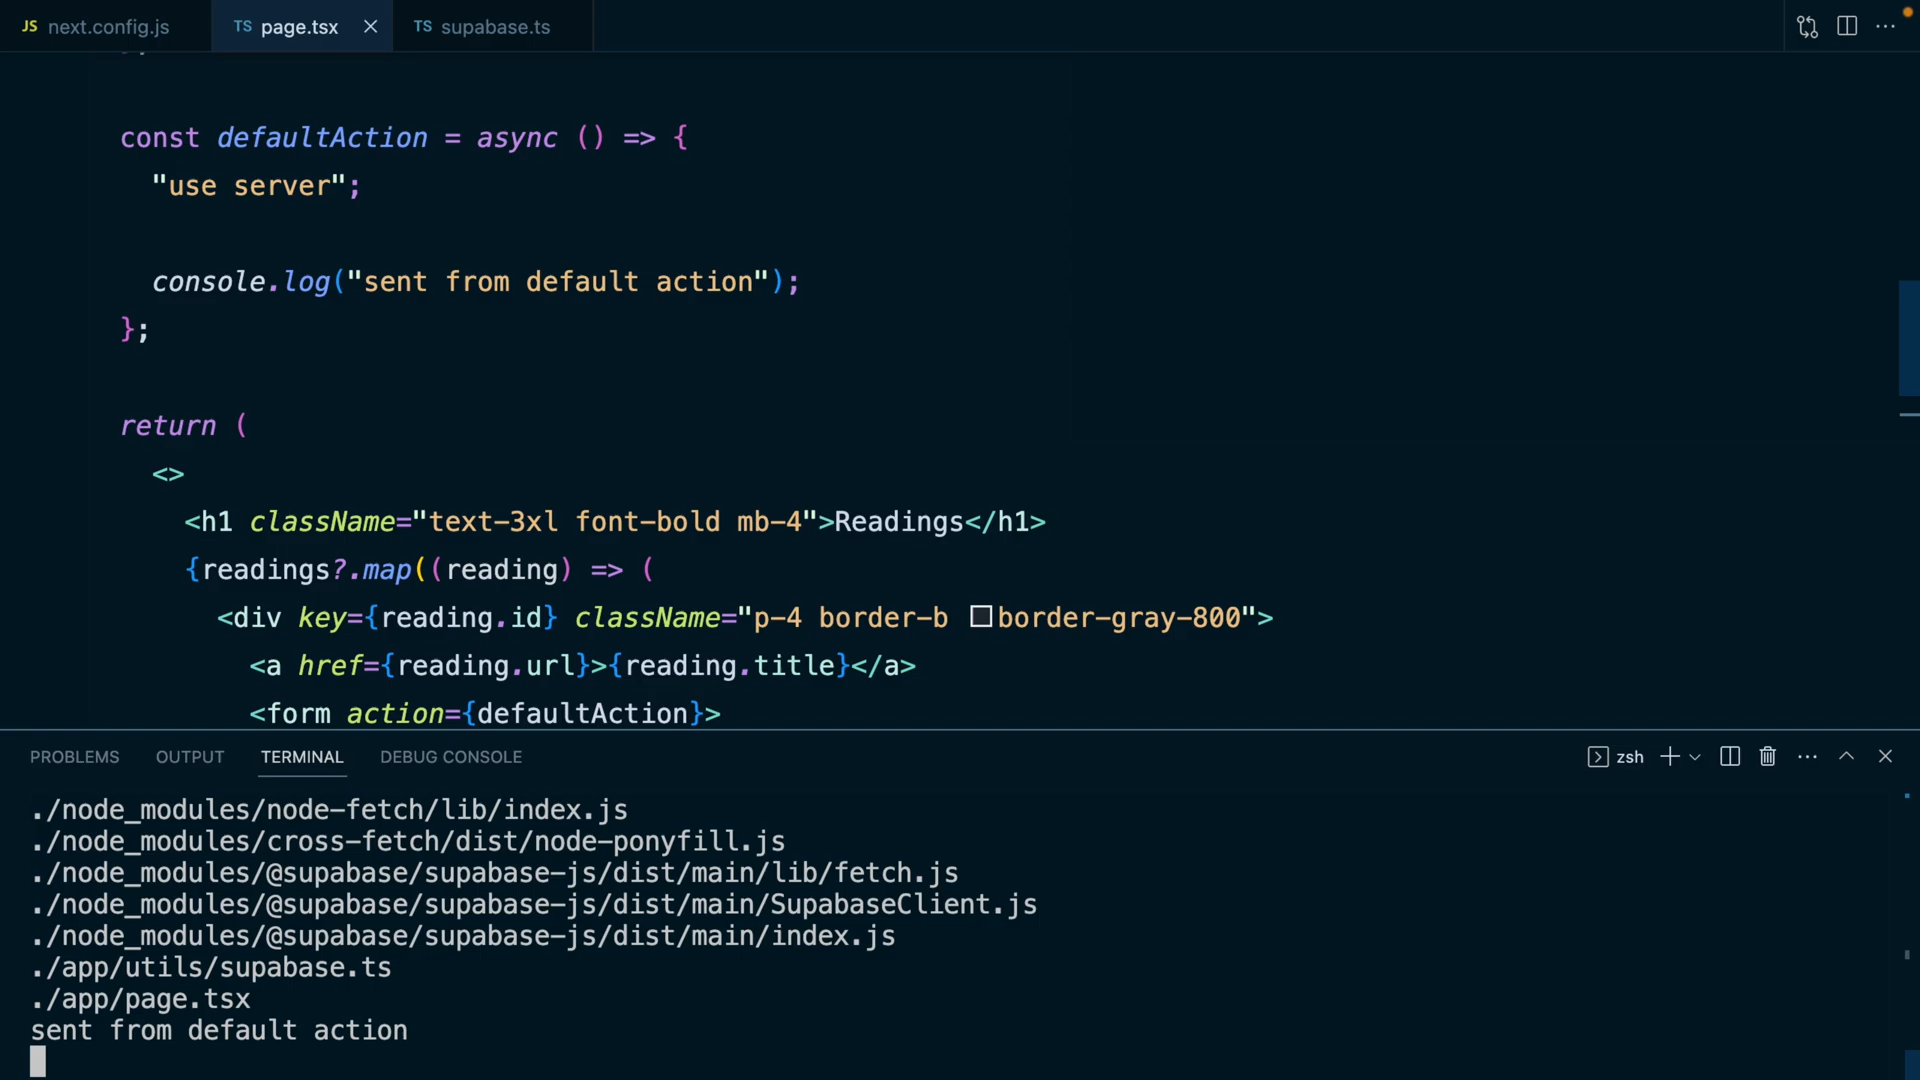 JS next.config.js TS page.tsx TS supabase.ts
const defaultAction = async () => {
"use server";
console.log("sent from default action");
};
return (
<>
<h1 className="text-3xl font-bold mb-4">Readings</h1>
{readings?.map((reading) => (
<div key={reading.id} className="p-4 border-b border-gray-800">
<a href={reading.url}>{reading.title}</a>
<form action={defaultAction}>
PROBLEMS OUTPUT TERMINAL DEBUG CONSOLE zsh
./node_modules/node-fetch/lib/index.js
./node_modules/cross-fetch/dist/node-ponyfill.js
./node_modules/@supabase/supabase-js/dist/main/lib/fetch.js
./node_modules/@supabase/supabase-js/dist/main/SupabaseClient.js
./node_modules/@supabase/supabase-js/dist/main/index.js
./app/utils/supabase.ts
./app/page.tsx
sent from default action